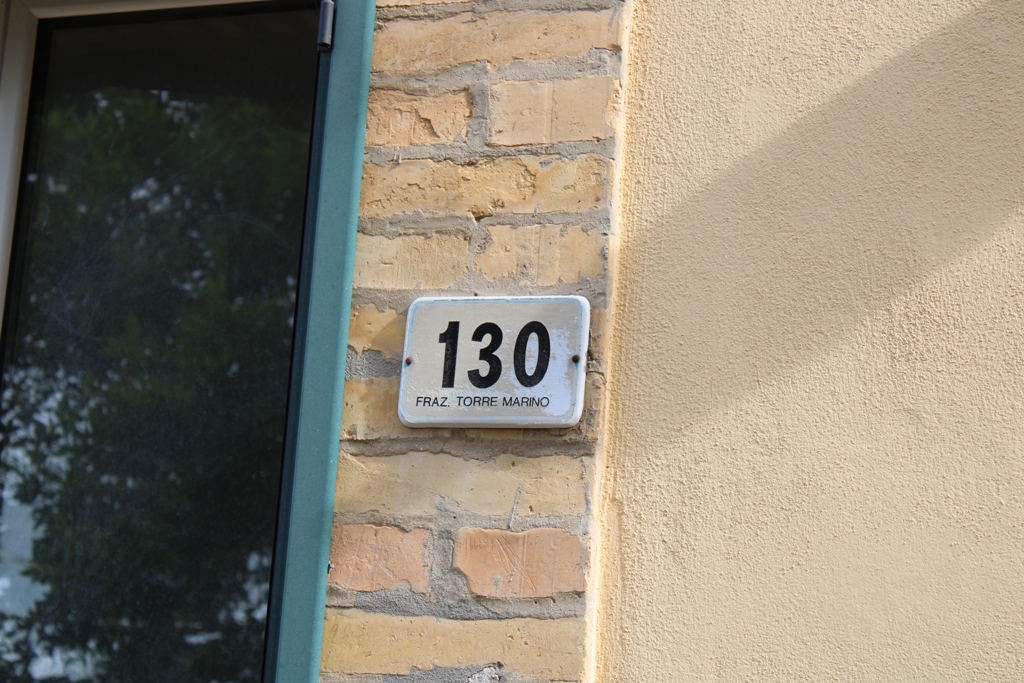 130
FRAZ. TORRE MARINO